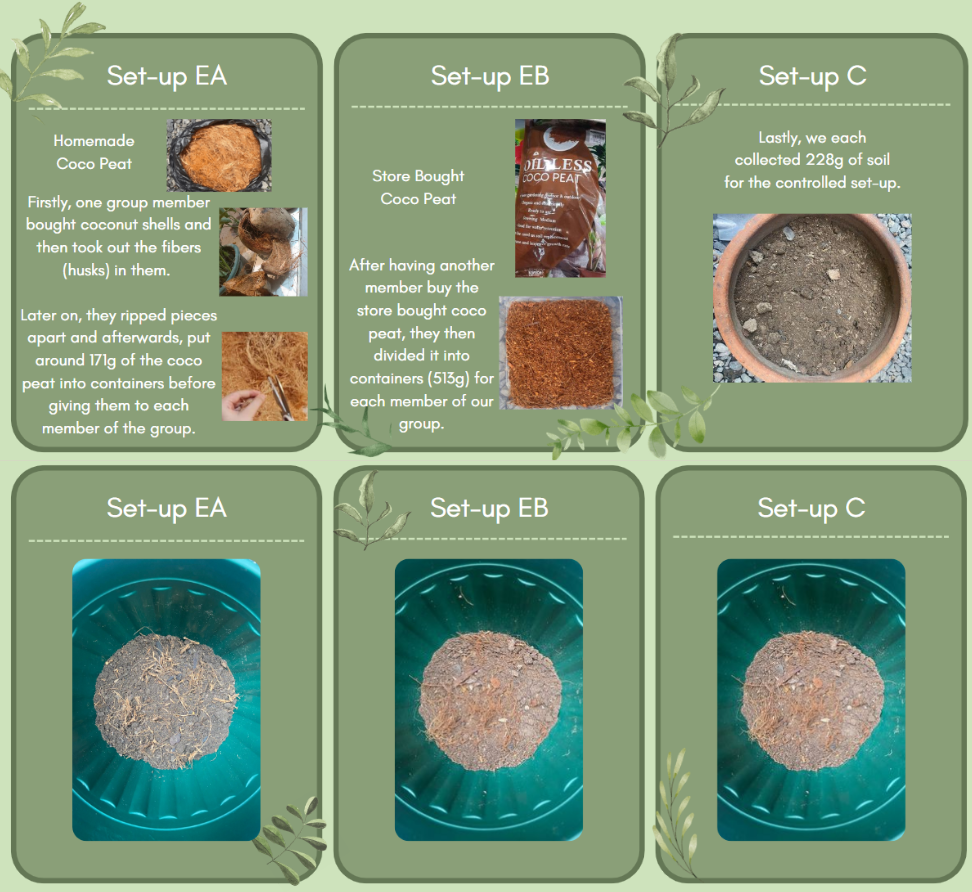 Set-up EA
Homemade
Coco Peat
Firstly, one group member
bought coconut shells and
then took out the fibers
(husks) in them.
Later on, they ripped pieces
apart and afterwards, put
around 171g of the coco
peat into containers before
giving them to each
member of the group.
Set-up EB
Store Bought
Coco Peat
COCO PEAT
After having another
member buy the
store bought coco
peat, they then
divided it into
containers (513g) for
each member of our
group.
Set-up C
Lastly, we each
collected 228g of soil
for the controlled set-up.
Set-up EA
Set-up EB
Set-up C